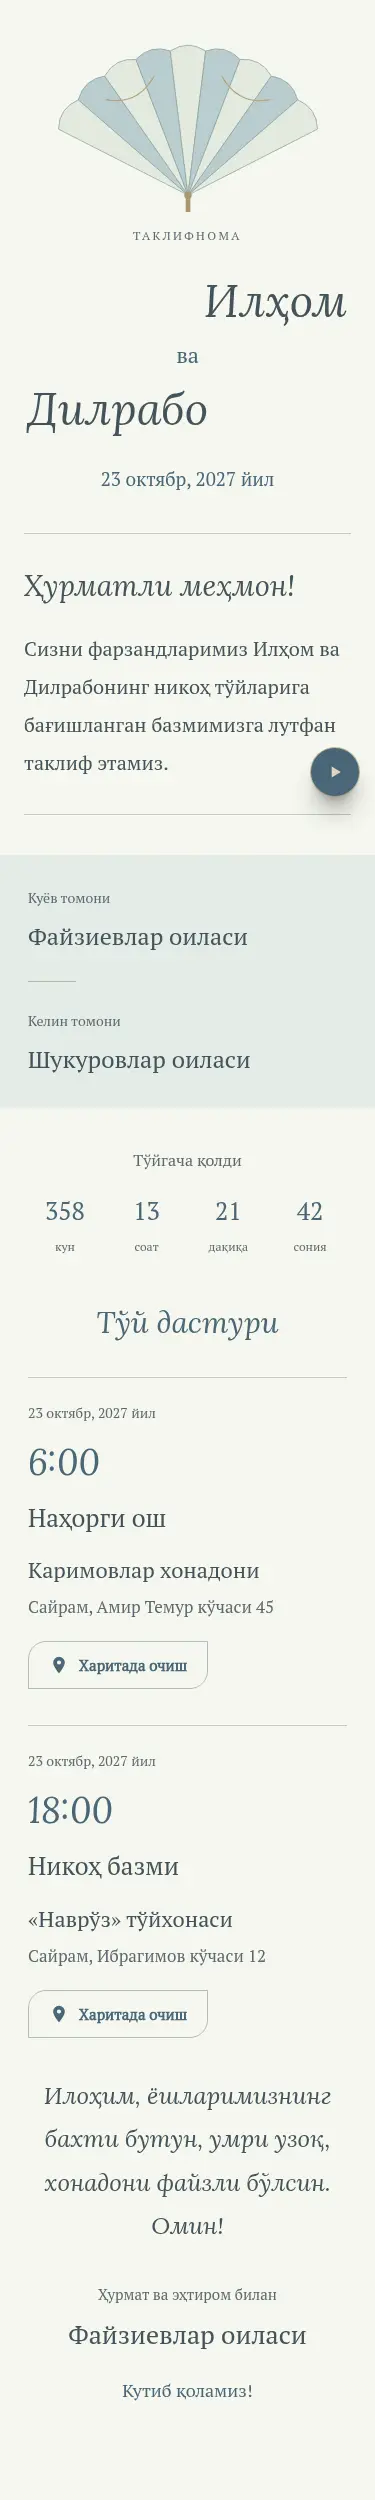 ТАКЛИФНОМА
Илҳом
ва
Дилрабо
23 октябр, 2027 йил
Ҳурматли меҳмон!
Сизни фарзандларимиз Илҳом ва
Дилрабонинг никоҳ тўйларига
бағишланган базмимизга лутфан
таклиф этамиз.
Куёв томони
Файзиевлар оиласи
Келин томони
Шукуровлар оиласи
Тўйгача қолди
358 13 21 42
кун соат дақиқа сония
Тўй дастури
23 октябр, 2027 йил
6:00
Наҳорги ош
Каримовлар хонадони
Сайрам, Амир Темур кўчаси 45
Харитада очиш
23 октябр, 2027 йил
18:00
Никоҳ базми
«Наврўз» тўйхонаси
Сайрам, Ибрагимов кўчаси 12
Харитада очиш
Илоҳим, ёшларимизнинг
бахти бутун, умри узоқ,
хонадони файзли бўлсин.
Омин!
Ҳурмат ва эҳтиром билан
Файзиевлар оиласи
Кутиб қоламиз!